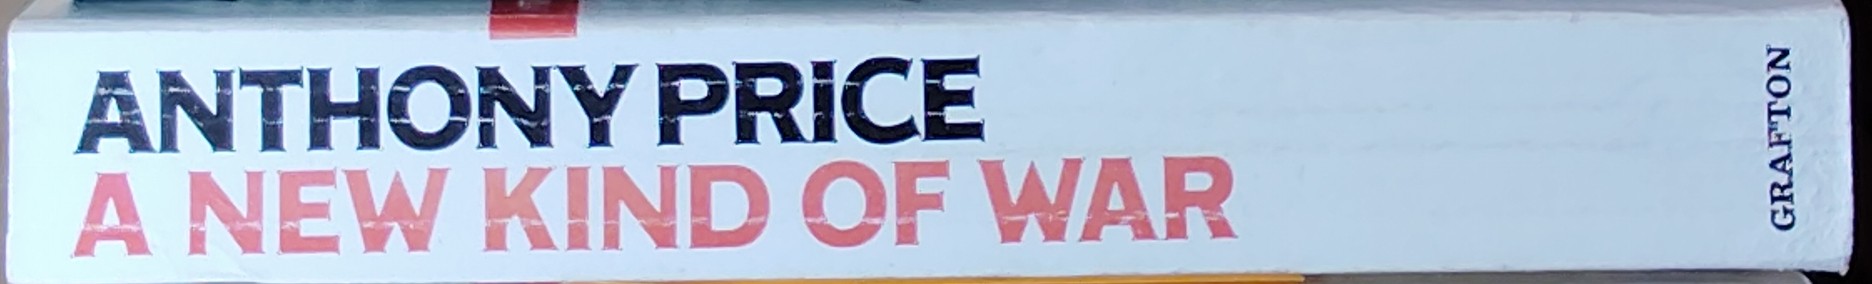 ANTHONY PRICE
A NEW KIND OF WAR
GRAFTON